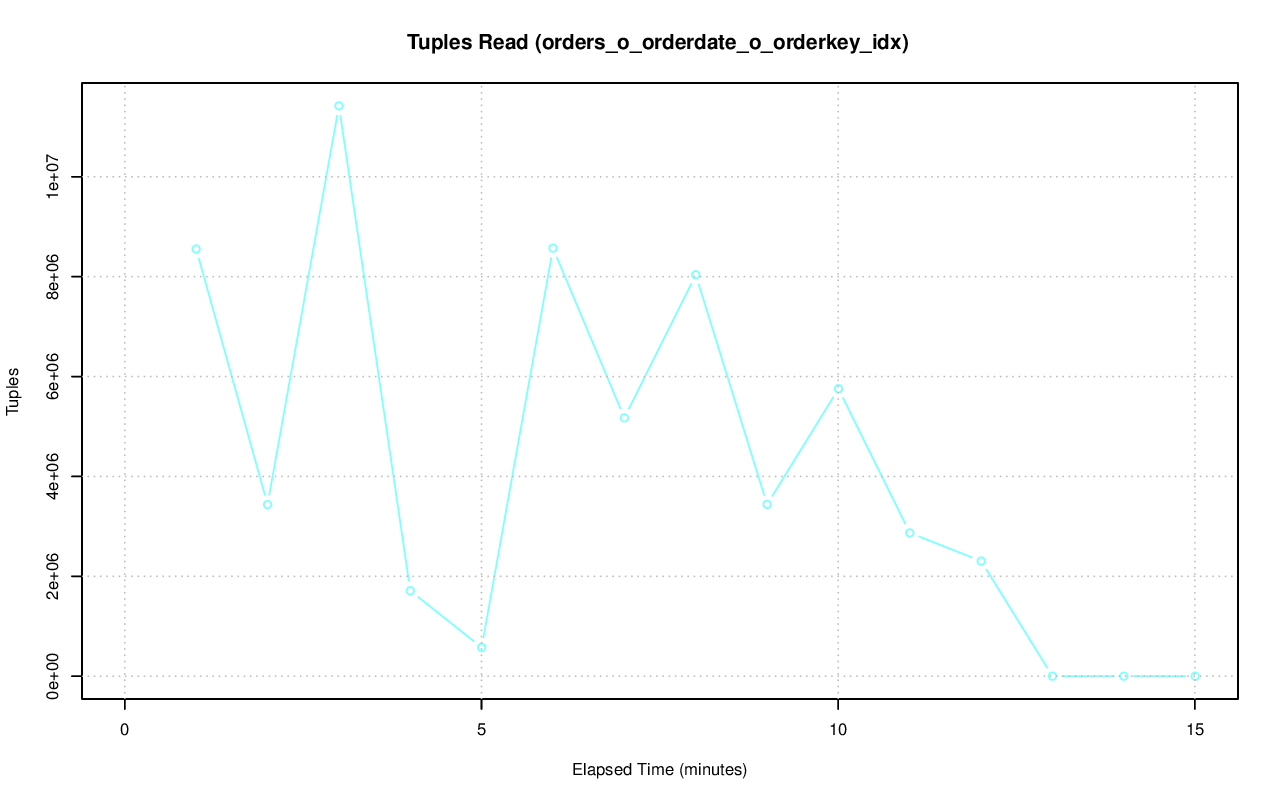 Tuples Read (orders_o_orderdate_o_orderkey_idx)
Tuples
1e+07
8e+06
6e+06
4e+06
2e+06
0e+00
0 5 10 15
Elapsed Time (minutes)